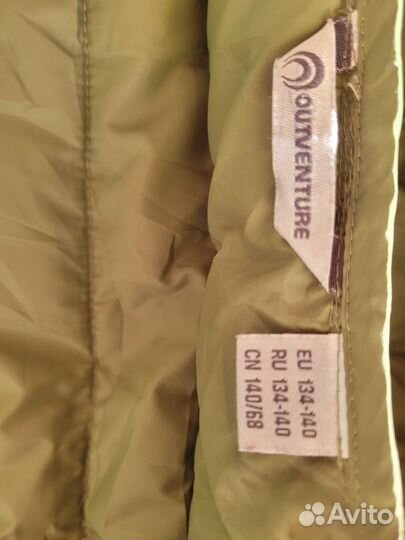 OUTVENTURE
EU 134-140
RU 134-140
CN 140/68
Avito